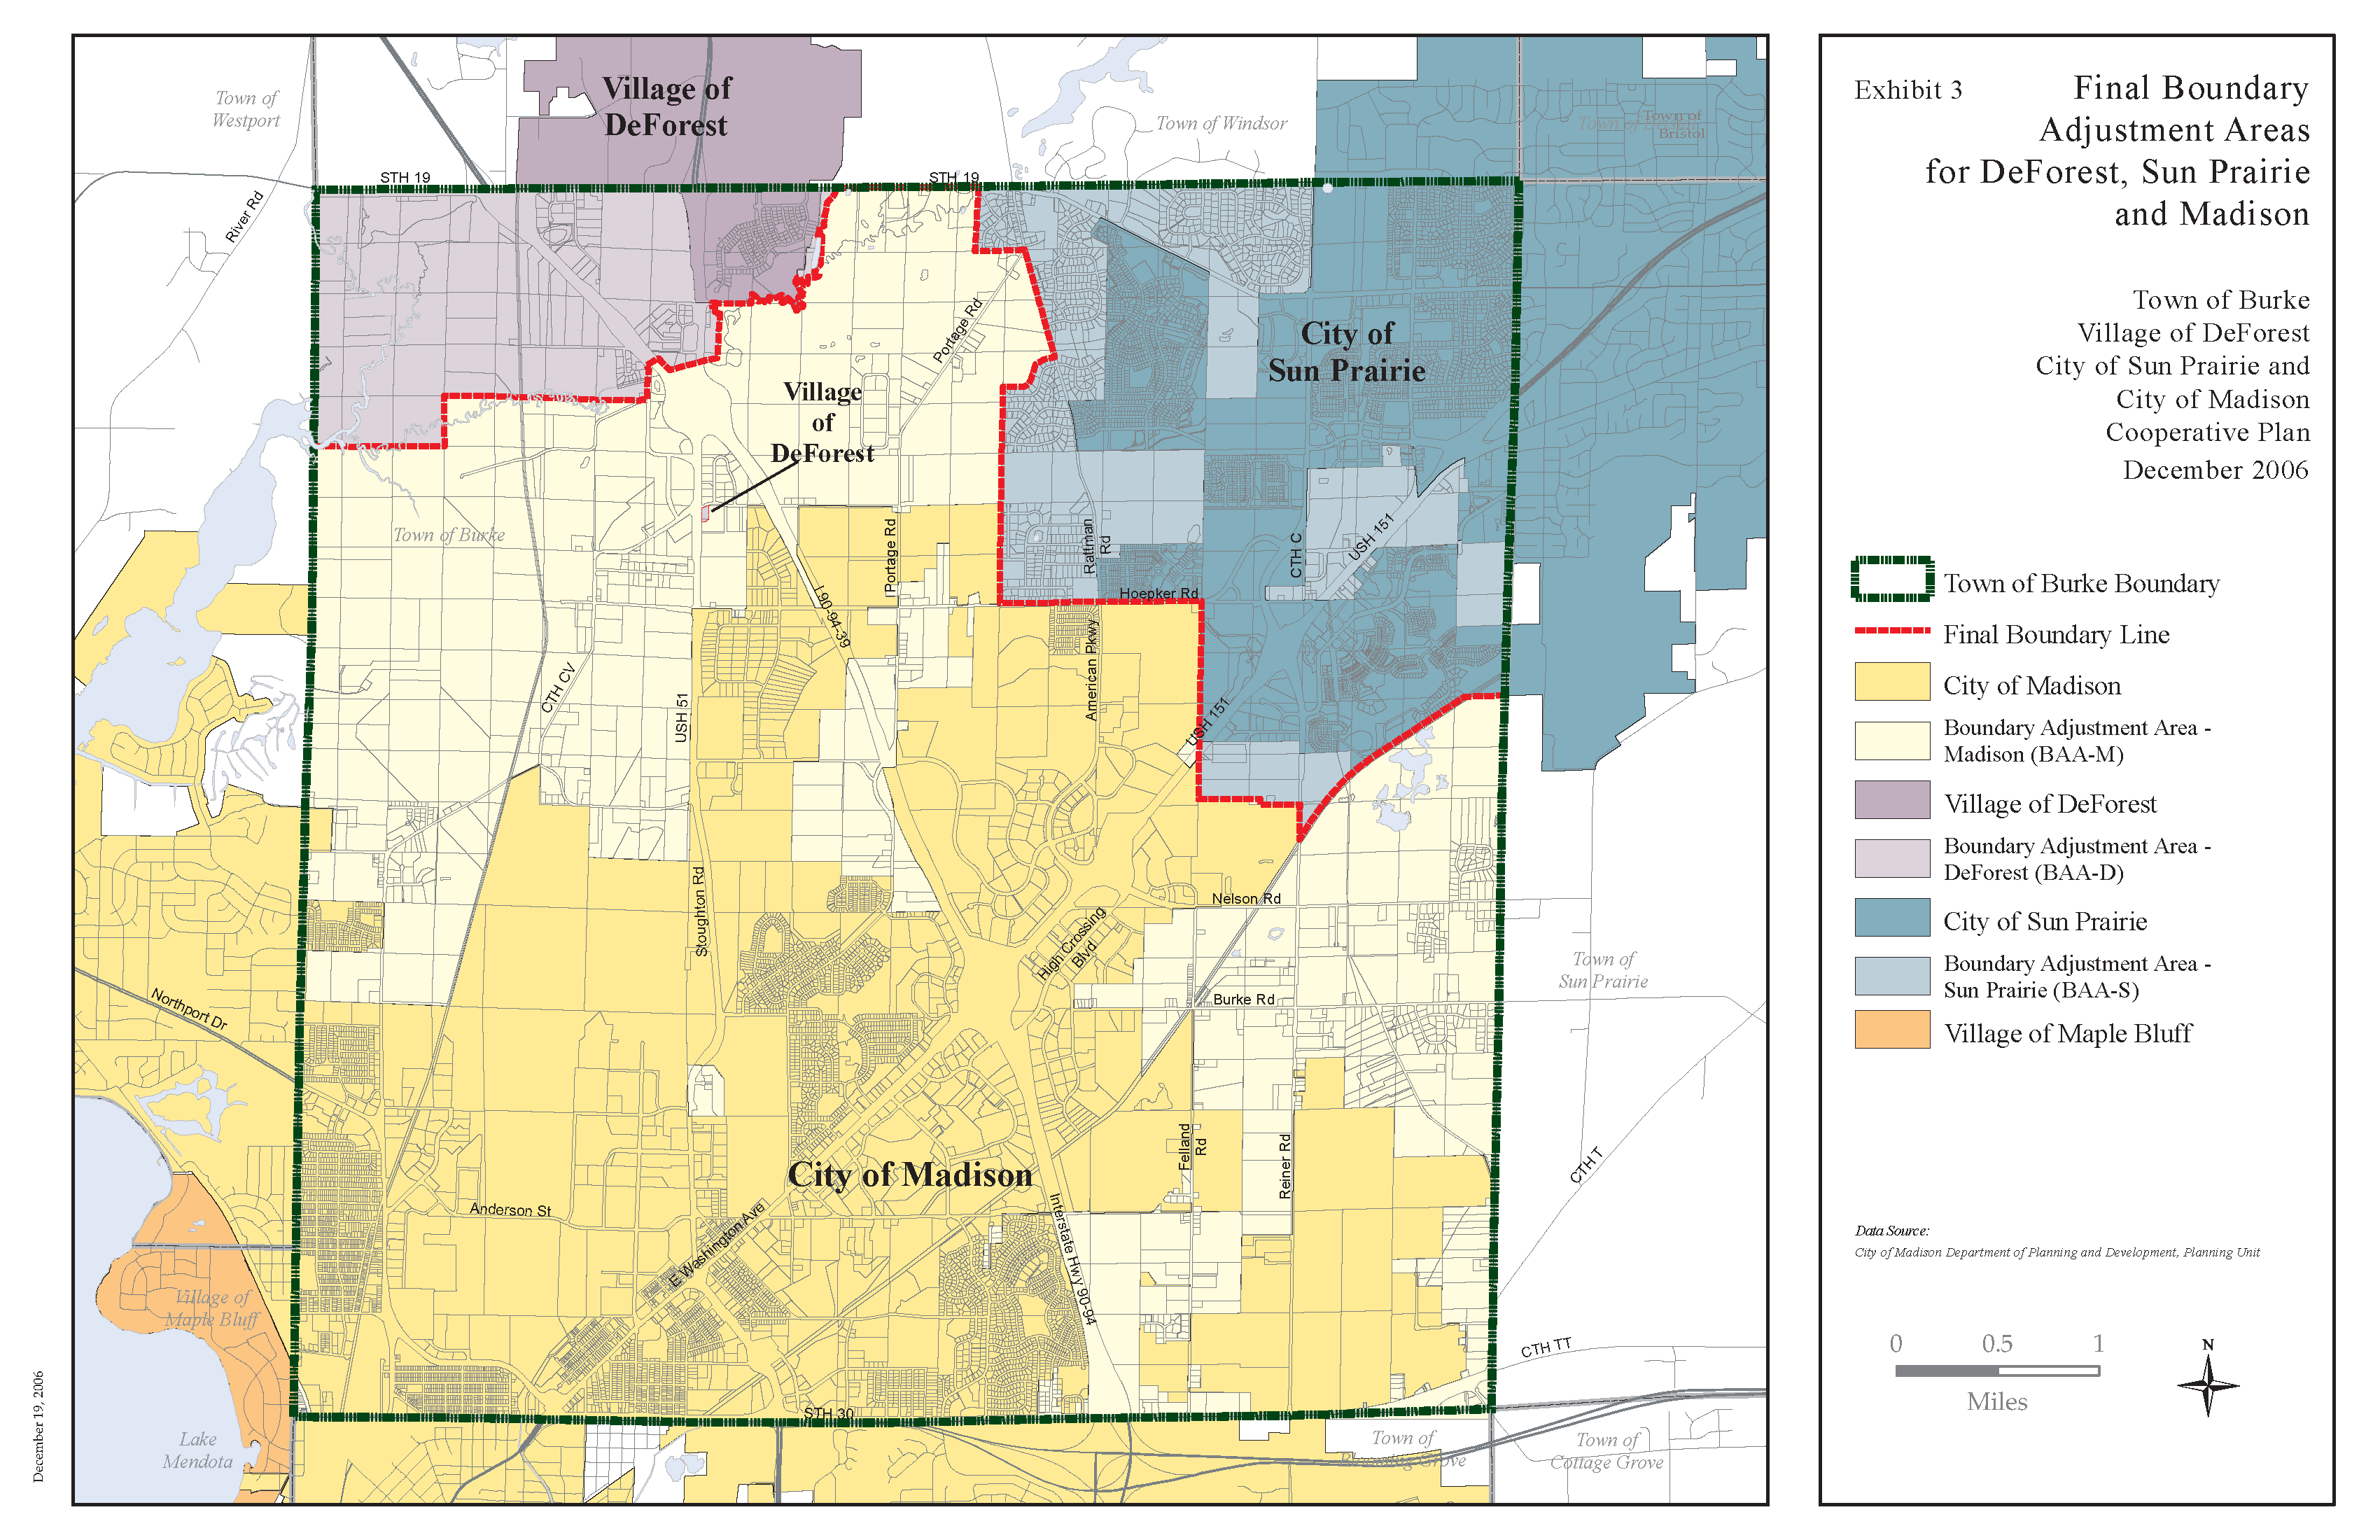 Exhibit 3
Final Boundary
Adjustment Areas
for DeForest, Sun Prairie
and Madison
Town of Burke
Village of DeForest
City of Sun Prairie and
City of Madison
Cooperative Plan
December 2006
Town of Burke Boundary
Final Boundary Line
City of Madison
Boundary Adjustment Area -
Madison (BAA-M)
Village of DeForest
Boundary Adjustment Area -
DeForest (BAA-D)
City of Sun Prairie
Boundary Adjustment Area -
Sun Prairie (BAA-S)
Village of Maple Bluff
Data Source:
City of Madison Department of Planning and Development, Planning Unit
0 0.5 1
Miles
N
Village of
DeForest
Town of
Westport
Town of Windsor
Town of
Bristol
STH 19
STH 19
River Rd
Portage Rd
City of
Sun Prairie
Village
of
DeForest
Town of Burke
Portage Rd
Rattman
Rd
CTH C
USH 151
Hoepker Rd
I 90-94-39
CTH CV
USH 51
American Pkwy
USH 151
Stoughton Rd
Nelson Rd
High Crossing
Blvd
Town of
Sun Prairie
Burke Rd
Northport Dr
City of Madison
Felland
Rd
Reiner Rd
CTH T
Anderson St
E Washington Ave
Interstate Hwy 90-94
Village of
Maple Bluff
CTH TT
STH 30
Lake
Mendota
Town of
Blooming Grove
Town of
Cottage Grove
December 19, 2006